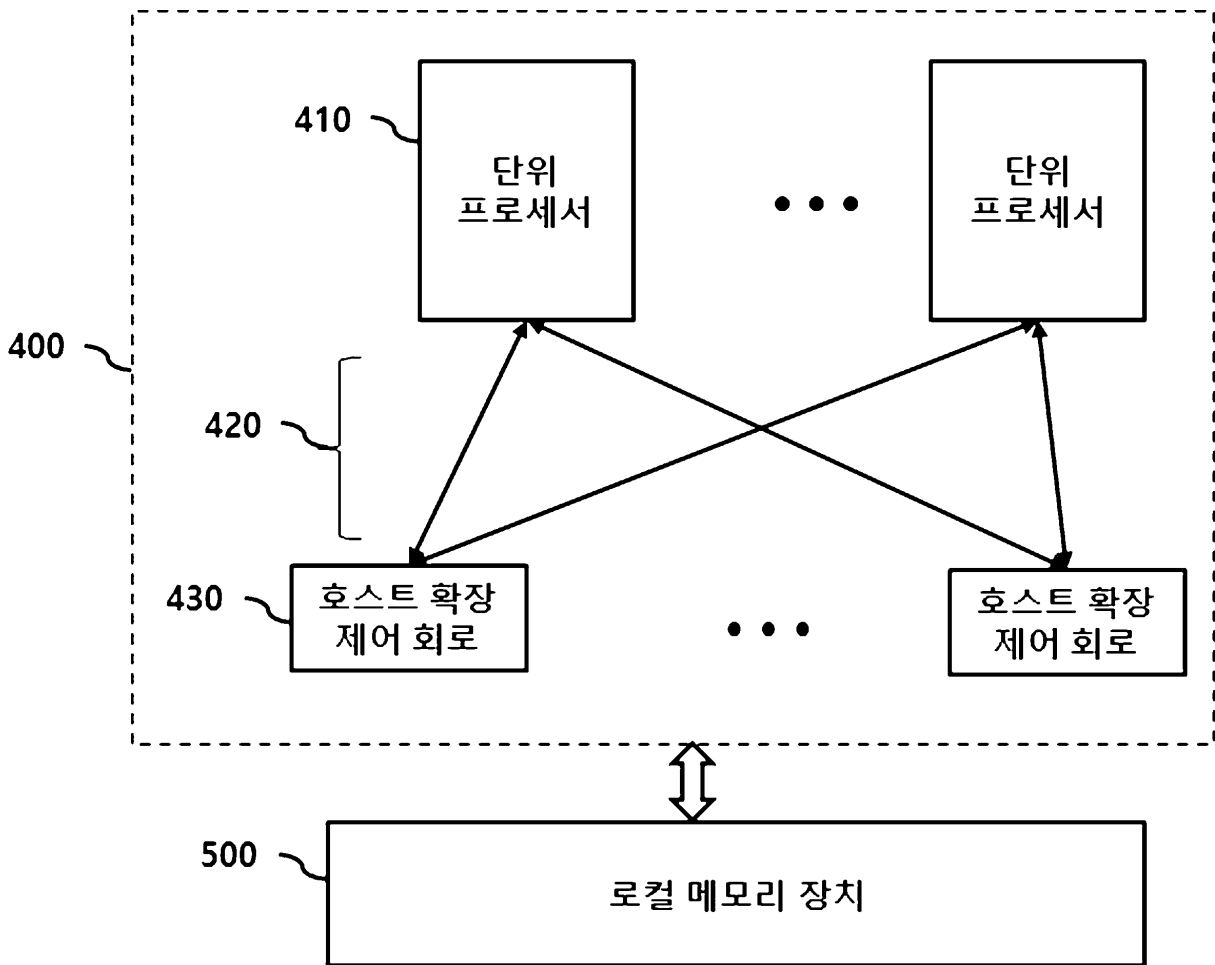 410
단위
프로세서
단위
프로세서
400
420
430
호스트 확장
제어 회로
호스트 확장
제어 회로
500
로컬 메모리 장치